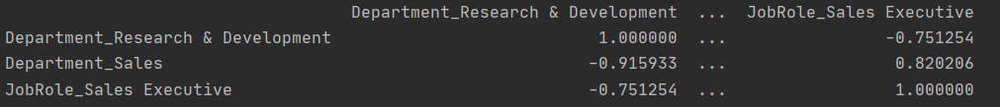 Department_Research & Development ... JobRole_Sales Executive
Department_Research & Development 1.000000 ... -0.751254
Department_Sales -0.915933 ... 0.820206
JobRole_Sales Executive -0.751254 ... 1.000000